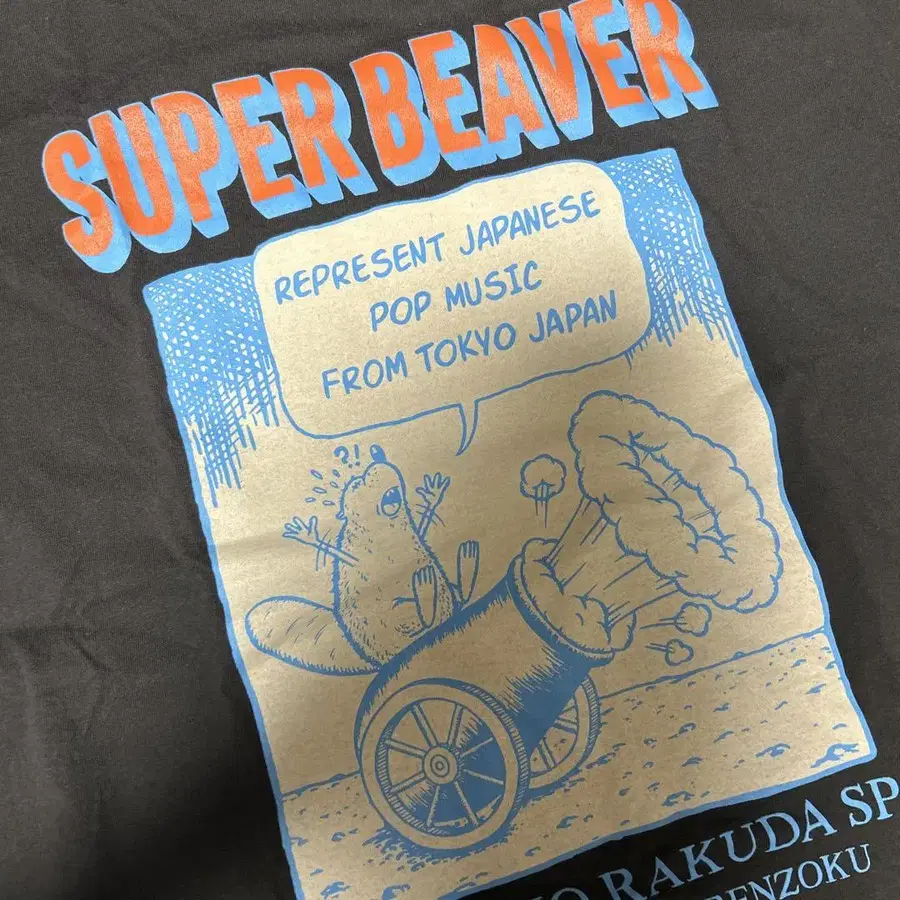 SUPER BEAVER
REPRESENT JAPANESE
POP MUSIC
FROM TOKYO JAPAN
?!
RAKUDA